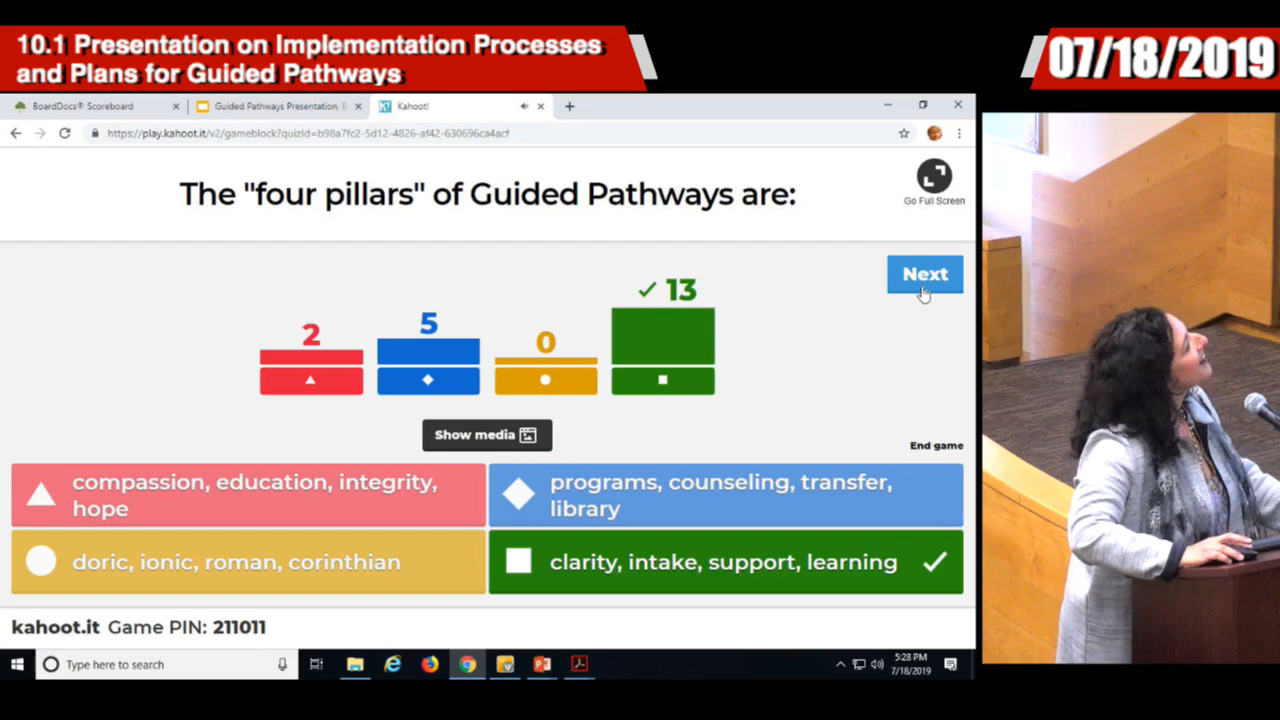 10.1 Presentation on Implementation Processes
and Plans for Guided Pathways
07/18/2019
BoardDocs® Scoreboard
Guided Pathways Presentation, B
Kahoot!
https://play.kahoot.it/v2/gameblock?quizId=b98a7fc2-5d12-4826-af42-630696ca4acf
The "four pillars" of Guided Pathways are:
Go Full Screen
Next
2
5
0
13
Show media
End game
compassion, education, integrity,
hope
programs, counseling, transfer,
library
doric, ionic, roman, corinthian
clarity, intake, support, learning
kahoot.it Game PIN: 211011
Type here to search
5:28 PM
7/18/2019